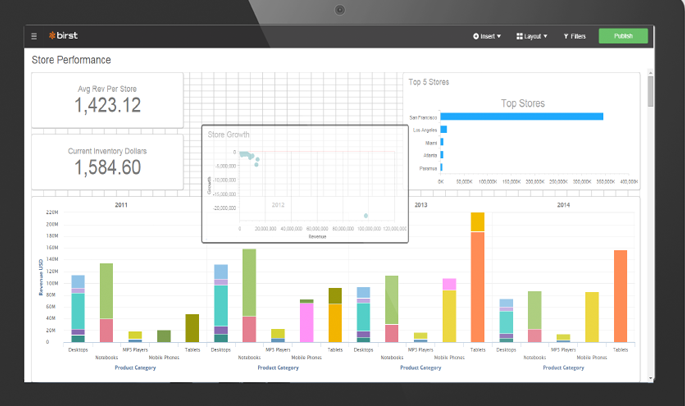 birst
Insert
Layout
Filters
Publish
Store Performance
Avg Rev Per Store
1,423.12
Current Inventory Dollars
1,584.60
Store Growth
0
-5,000,000
-10,000,000
-15,000,000
-20,000,000
Growth
0
20,000,000
40,000,000
60,000,000
80,000,000
100,000,000
120,000,000
Revenue
Top 5 Stores
Top Stores
San Francisco
Los Angeles
Miami
Atlanta
0K
50,000K
100,000K
150,000K
200,000K
250,000K
300,000K
350,000K
400,000K
2011
2012
2013
2014
Revenue USD
220M
200M
180M
160M
140M
120M
100M
80M
60M
40M
20M
0
Desktops
Notebooks
MP3 Players
Mobile Phones
Tablets
Product Category
Desktops
Notebooks
MP3 Players
Mobile Phones
Tablets
Product Category
Desktops
Notebooks
MP3 Players
Mobile Phones
Tablets
Product Category
Desktops
Notebooks
MP3 Players
Mobile Phones
Tablets
Product Category